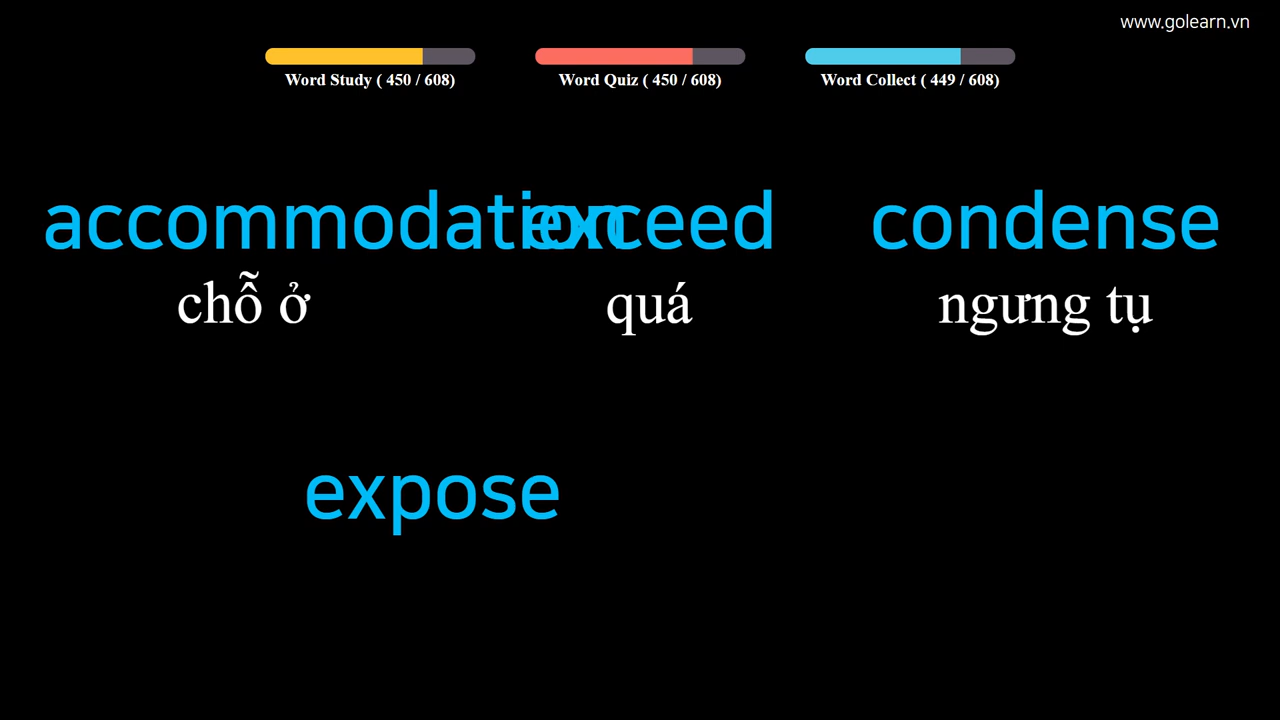 www.golearn.vn
Word Study ( 450 / 608) Word Quiz ( 450 / 608) Word Collect ( 449 / 608)
accommodation exceed condense
chỗ ở quá ngưng tụ
expose